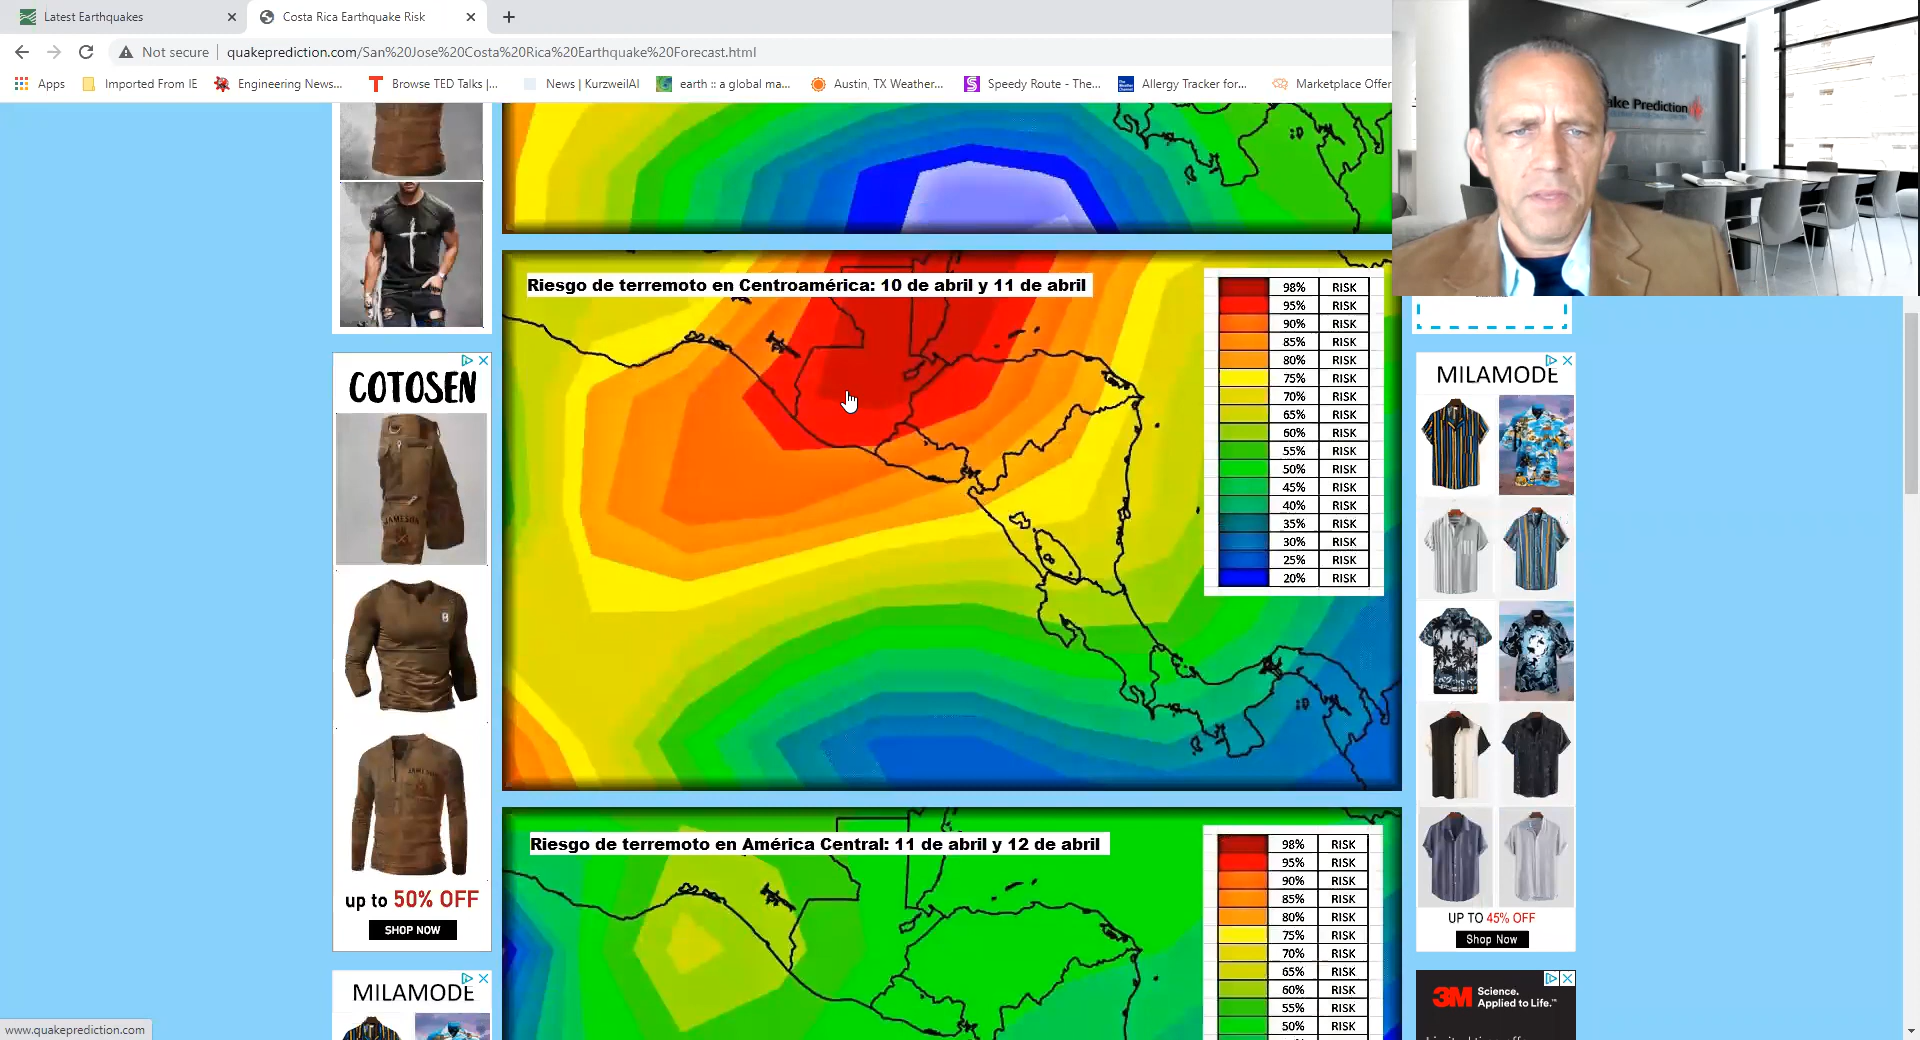 Latest Earthquakes
Costa Rica Earthquake Risk
Not secure
quakeprediction.com/San%20Jose%20Costa%20Rica%20Earthquake%20Forecast.html
Apps
Imported From IE
Engineering News...
Browse TED Talks |...
News | KurzweilAI
earth :: a global ma...
Austin, TX Weather...
Speedy Route - The...
Allergy Tracker for...
Marketplace Offer
ake Prediction
Riesgo de terremoto en Centroamérica: 10 de abril y 11 de abril
98% RISK
95% RISK
90% RISK
85% RISK
80% RISK
75% RISK
70% RISK
65% RISK
60% RISK
55% RISK
50% RISK
45% RISK
40% RISK
35% RISK
30% RISK
25% RISK
20% RISK
COTOSEN
up to 50% OFF
SHOP NOW
MILAMODE
UP TO 45% OFF
Shop Now
Riesgo de terremoto en América Central: 11 de abril y 12 de abril
98% RISK
95% RISK
90% RISK
85% RISK
80% RISK
75% RISK
70% RISK
65% RISK
60% RISK
55% RISK
50% RISK
MILAMODE
3M Science.
Applied to Life.™
www.quakeprediction.com